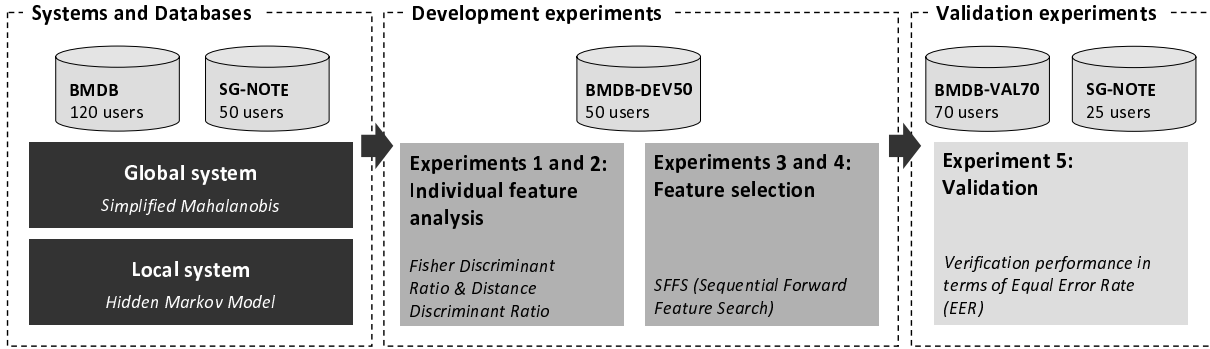 Systems and Databases
BMDB
120 users
SG-NOTE
50 users
Global system
Simplified Mahalanobis
Local system
Hidden Markov Model
Development experiments
BMDB-DEV50
50 users
Experiments 1 and 2:
Individual feature
analysis
Fisher Discriminant
Ratio & Distance
Discriminant Ratio
Experiments 3 and 4:
Feature selection
SFFS (Sequential Forward
Feature Search)
Validation experiments
BMDB-VAL70
70 users
SG-NOTE
25 users
Experiment 5:
Validation
Verification performance in
terms of Equal Error Rate
(EER)